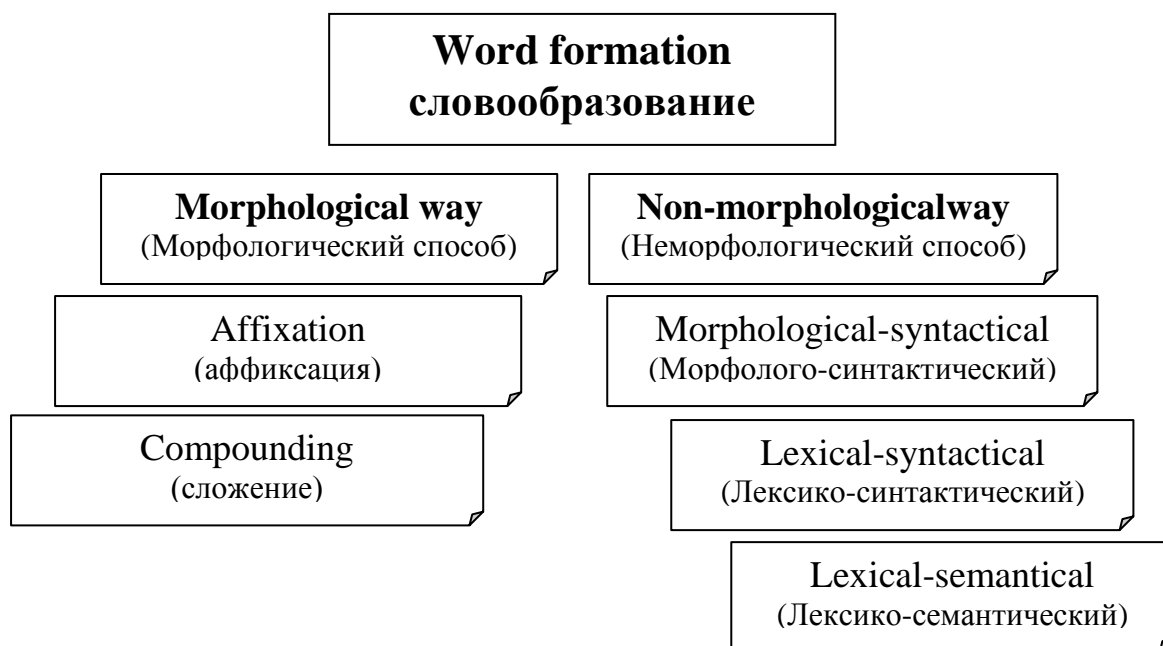 Word formation
словообразование
Morphological way
(Морфологический способ)
Non-morphologicalway
(Неморфологический способ)
Affixation
(аффиксация)
Morphological-syntactical
(Морфолого-синтактический)
Compounding
(сложение)
Lexical-syntactical
(Лексико-синтактический)
Lexical-semantical
(Лексико-семантический)